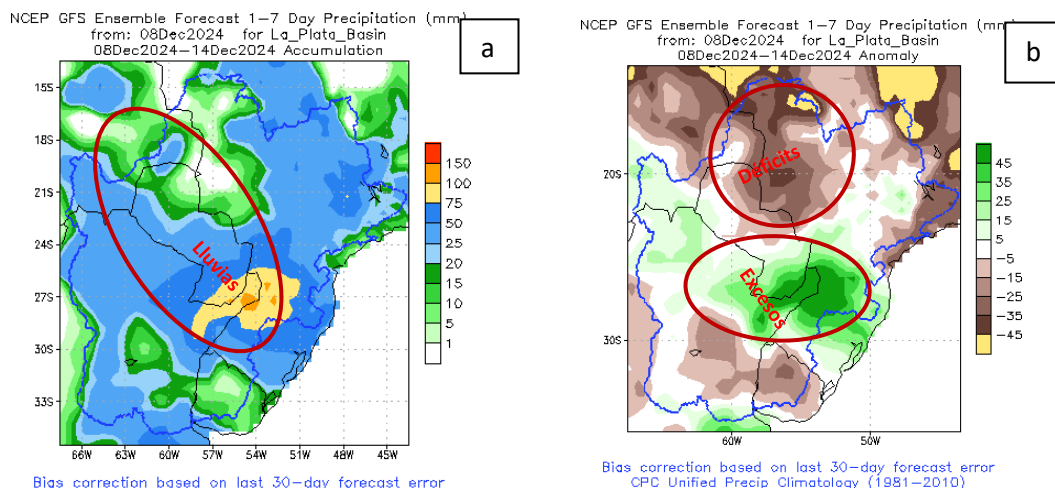 NCEP GFS Ensemble Forecast 1-7 Day Precipitation (mm)
from: 08Dec2024 for La_Plata_Basin
08Dec2024-14Dec2024 Accumulation
a
15S
18S
21S
24S
27S
30S
33S
66W 63W 60W 57W 54W 51W 48W 45W
Lluvias
150
100
75
50
25
20
15
10
5
1
Bias correction based on last 30-day forecast error
NCEP GFS Ensemble Forecast 1-7 Day Precipitation (mm)
from: 08Dec2024 for La_Plata_Basin
08Dec2024-14Dec2024 Anomaly
b
20S
30S
60W 50W
Déficits
Excesos
45
35
25
15
5
-5
-15
-25
-35
-45
Bias correction based on last 30-day forecast error
CPC Unified Precip Climatology (1981-2010)